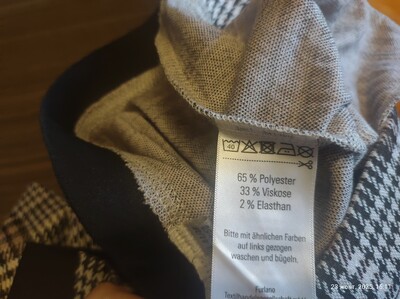 40
65 % Polyester
33 % Viskose
2 % Elasthan
Bitte mit ähnlichen Farben
auf links gezogen
waschen und bügeln.